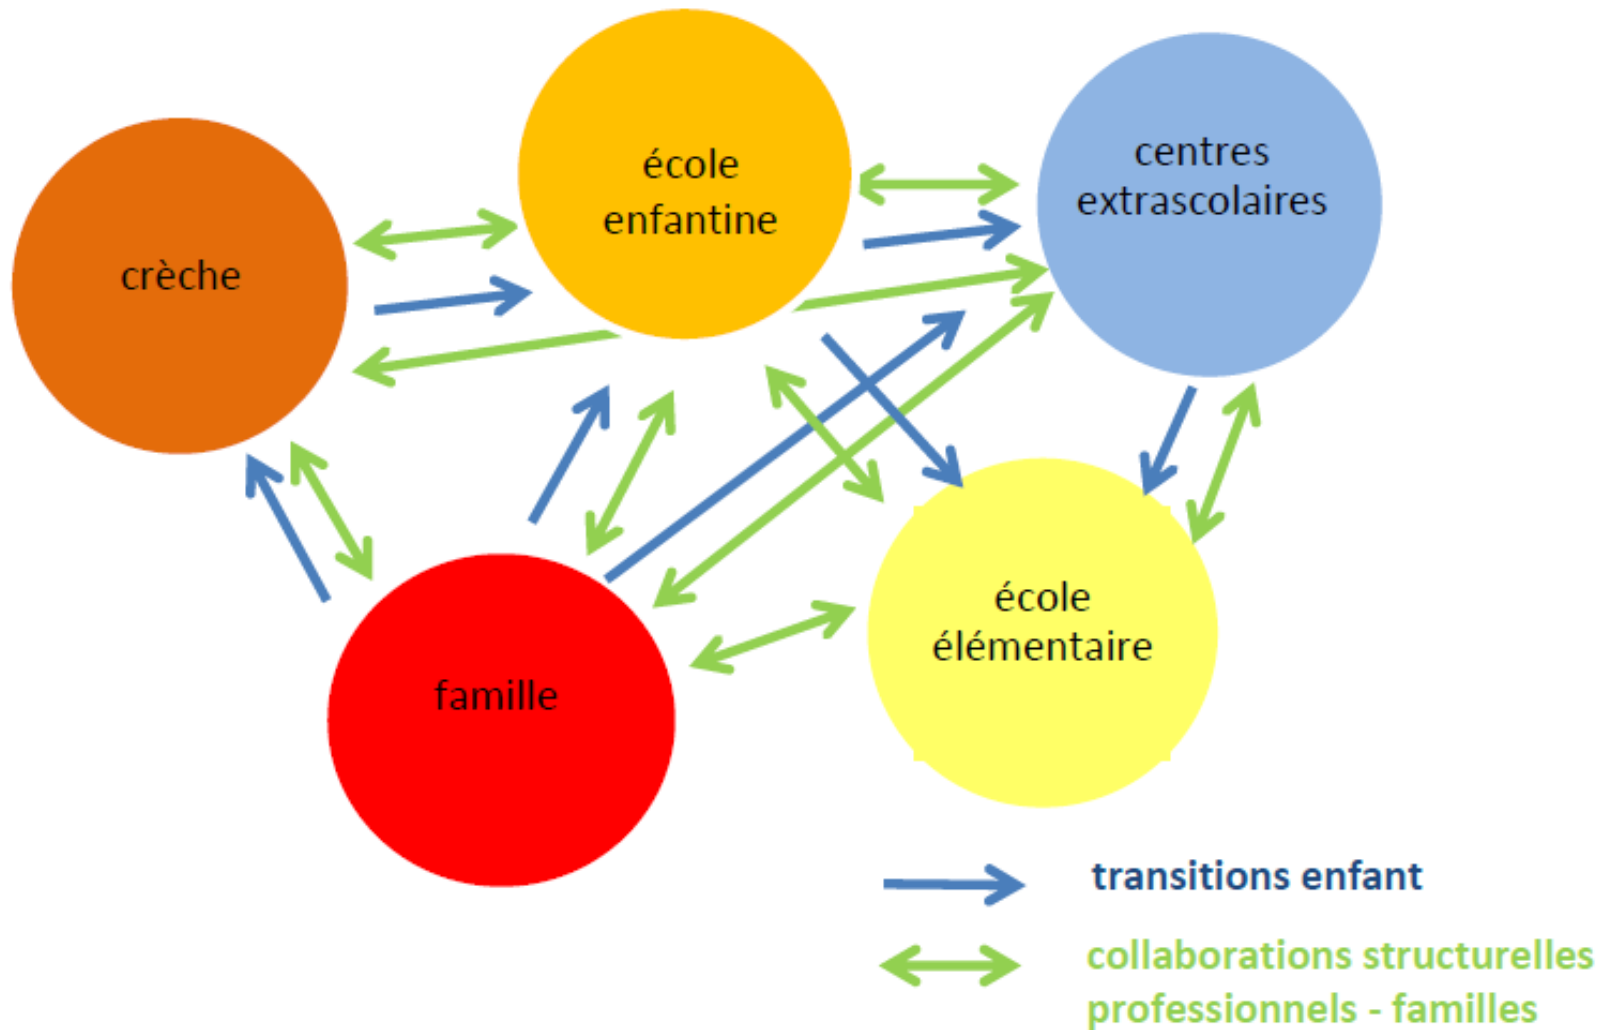 crèche
école
enfantine
centres
extrascolaires
famille
école
élémentaire
transitions enfant
collaborations structurelles
professionnels - familles